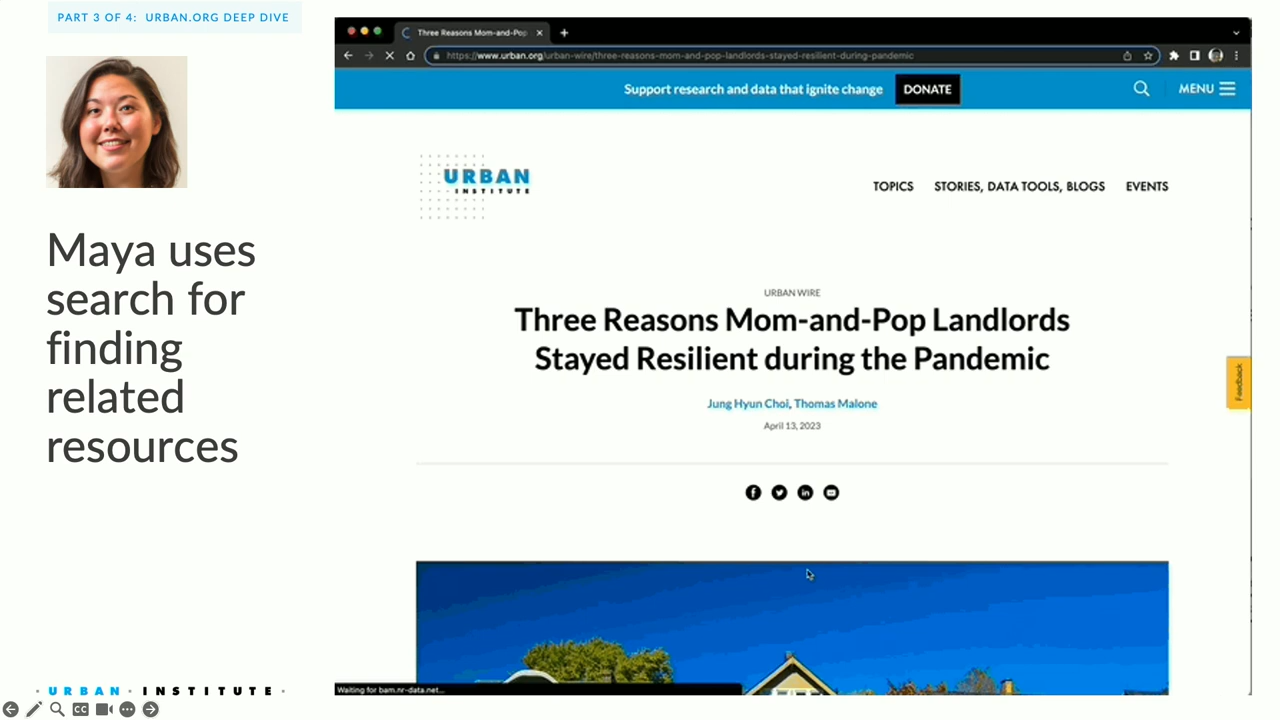 PART 3 OF 4: URBAN.ORG DEEP DIVE
Maya uses
search for
finding
related
resources
URBAN INSTITUTE
CC
Three Reasons Mom-and-Pop
https://www.urban.org/urban-wire/three-reasons-mom-and-pop-landlords-stayed-resilient-during-pandemic
Support research and data that ignite change DONATE
MENU
URBAN
INSTITUTE
TOPICS STORIES, DATA TOOLS, BLOGS EVENTS
URBAN WIRE
Three Reasons Mom-and-Pop Landlords
Stayed Resilient during the Pandemic
Jung Hyun Choi, Thomas Malone
April 13, 2023
Feedback
Waiting for bam.nr-data.net...